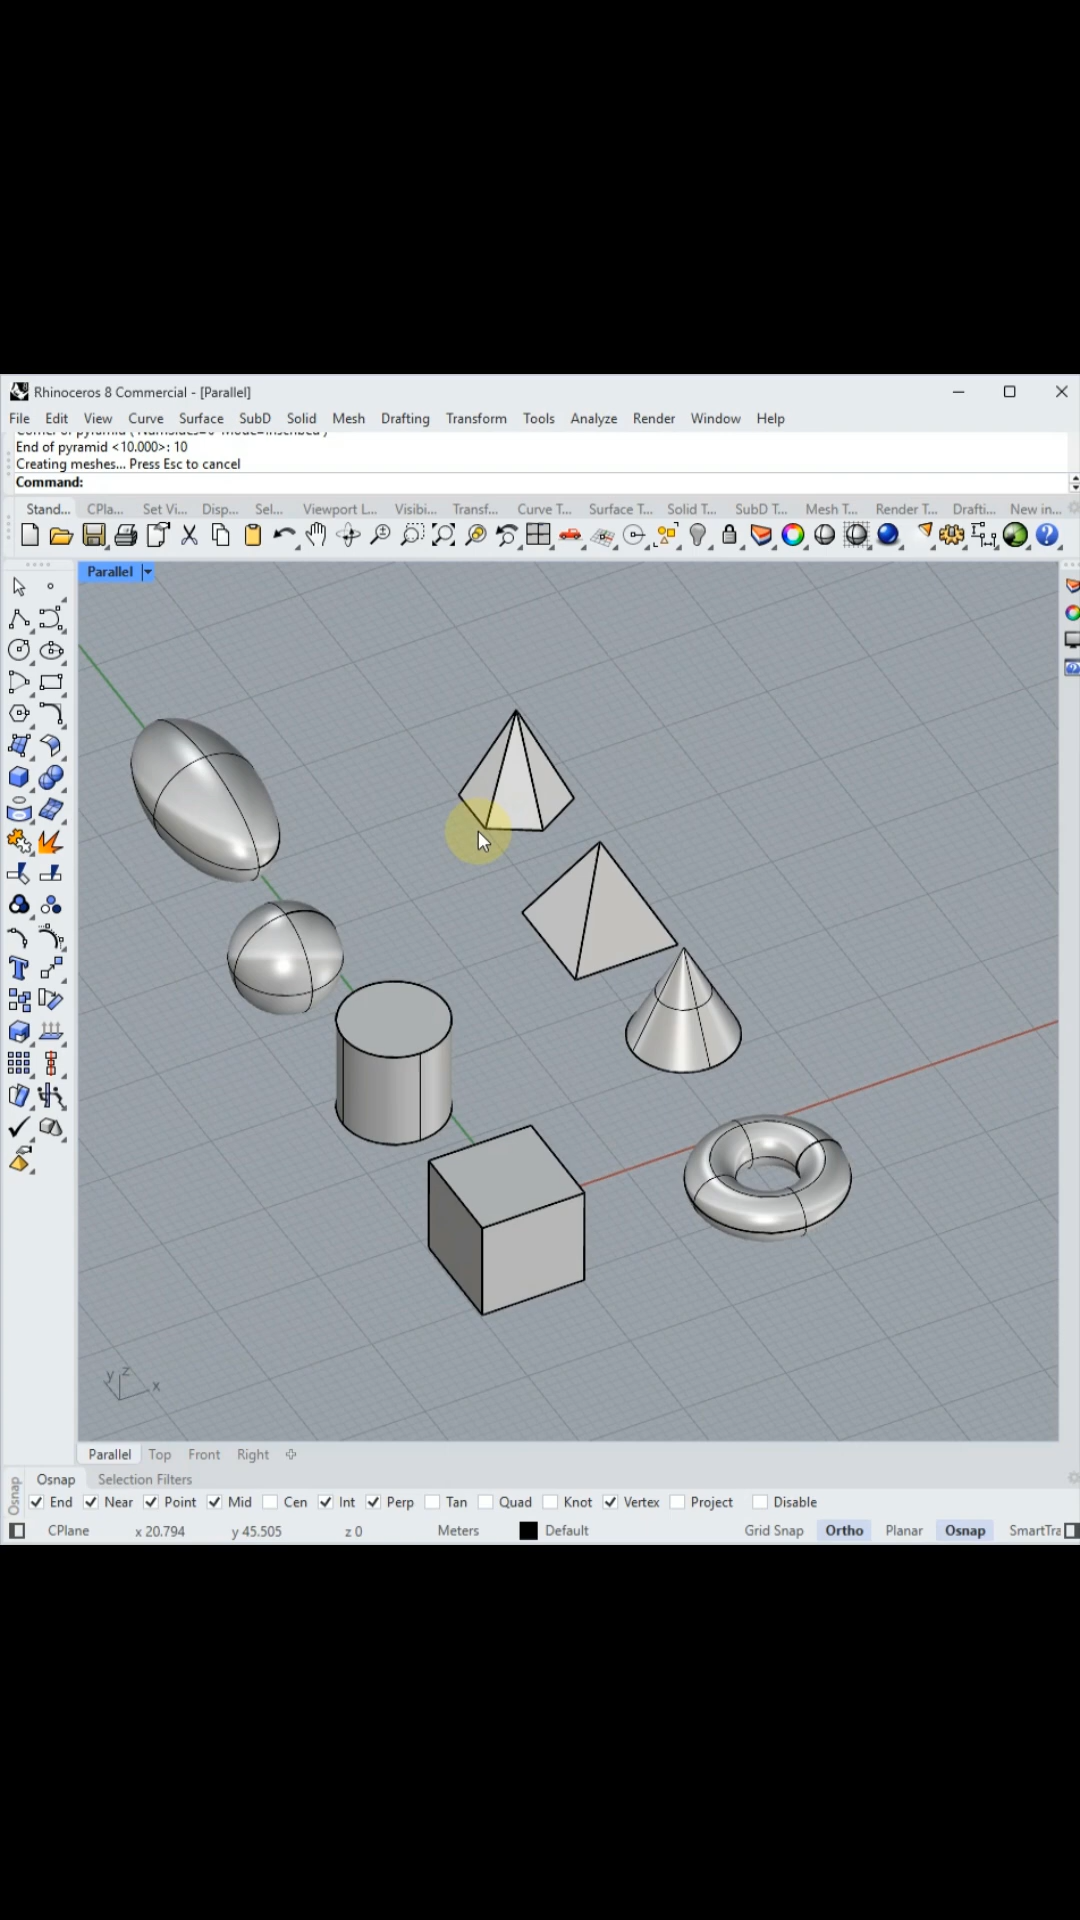 Rhinoceros 8 Commercial - [Parallel]
File Edit View Curve Surface SubD Solid Mesh Drafting Transform Tools Analyze Render Window Help
End of pyramid <10.000>: 10
Creating meshes... Press Esc to cancel
Command:
Stand... CPla... Set Vi... Disp... Sel... Viewport L... Visibi... Transf... Curve T... Surface T... Solid T... SubD T... Mesh T... Render T... Drafti... New in...
Parallel
y z x
Parallel Top Front Right
Osnap Selection Filters
Osnap
End Near Point Mid Cen Int Perp Tan Quad Knot Vertex Project Disable
CPlane x 20.794 y 45.505 z 0 Meters Default Grid Snap Ortho Planar Osnap SmartTra